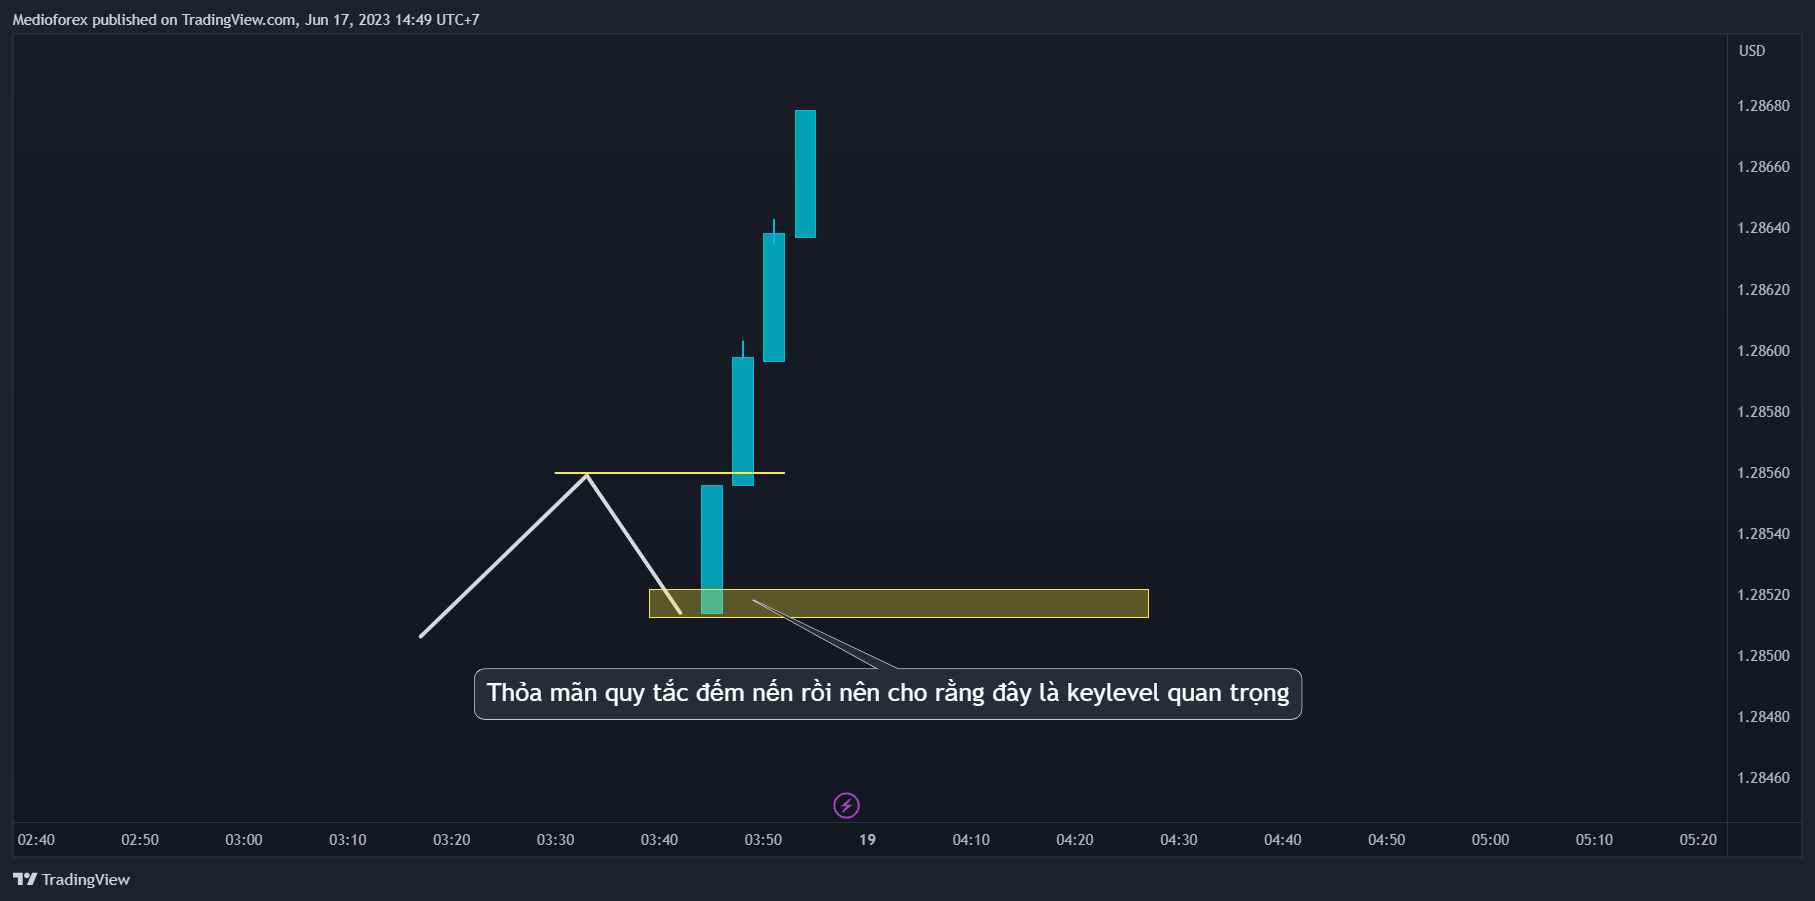 Medioforex published on TradingView.com, Jun 17, 2023 14:49 UTC+7
USD
1.28680
1.28660
1.28640
1.28620
1.28600
1.28580
1.28560
1.28540
1.28520
1.28500
1.28480
1.28460
Thỏa mãn quy tắc đếm nến rồi nên cho rằng đây là keylevel quan trọng
02:40 02:50 03:00 03:10 03:20 03:30 03:40 03:50 19 04:10 04:20 04:30 04:40 04:50 05:00 05:10 05:20
TradingView